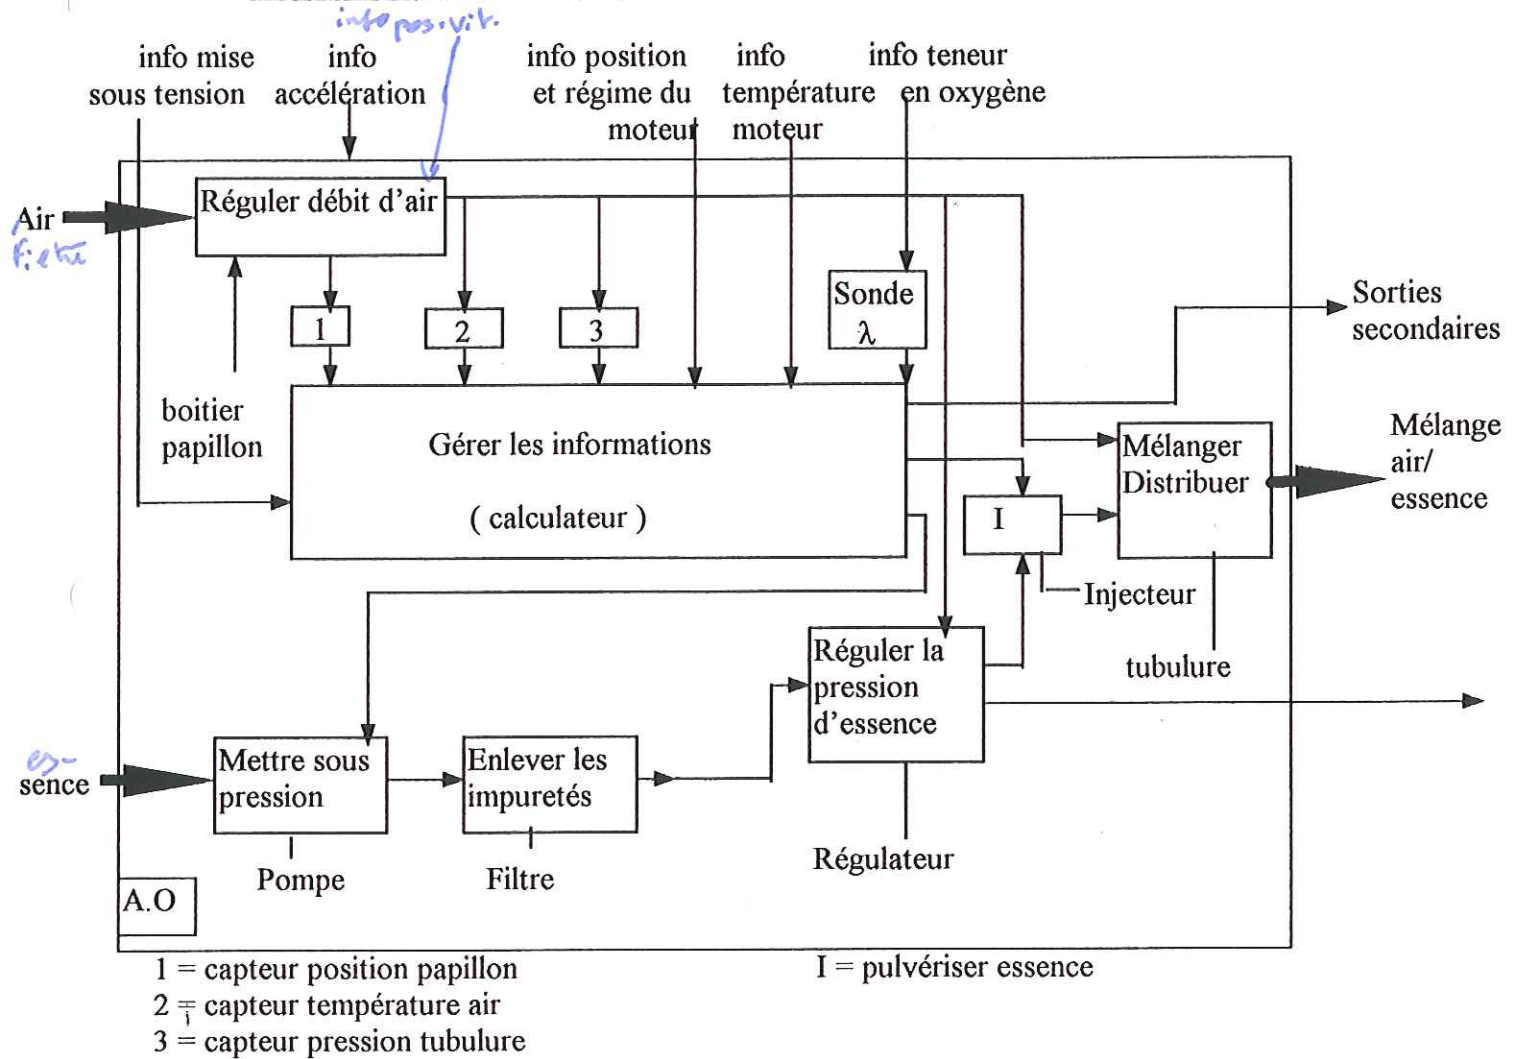 info pos. vit.
info mise
sous tension
info
accélération
info position
et régime du
moteur
info
température
moteur
info teneur
en oxygène
Air
Réguler débit d'air
Sonde
λ
1
2
3
Sorties
secondaires
boitier
papillon
Gérer les informations
( calculateur )
Mélanger
Distribuer
Mélange
air/
essence
I
Injecteur
tubulure
Réguler la
pression
d'essence
es-
sence
Mettre sous
pression
Enlever les
impuretés
Pompe
Filtre
Régulateur
A.O
1 = capteur position papillon
I = pulvériser essence
2 = capteur température air
3 = capteur pression tubulure